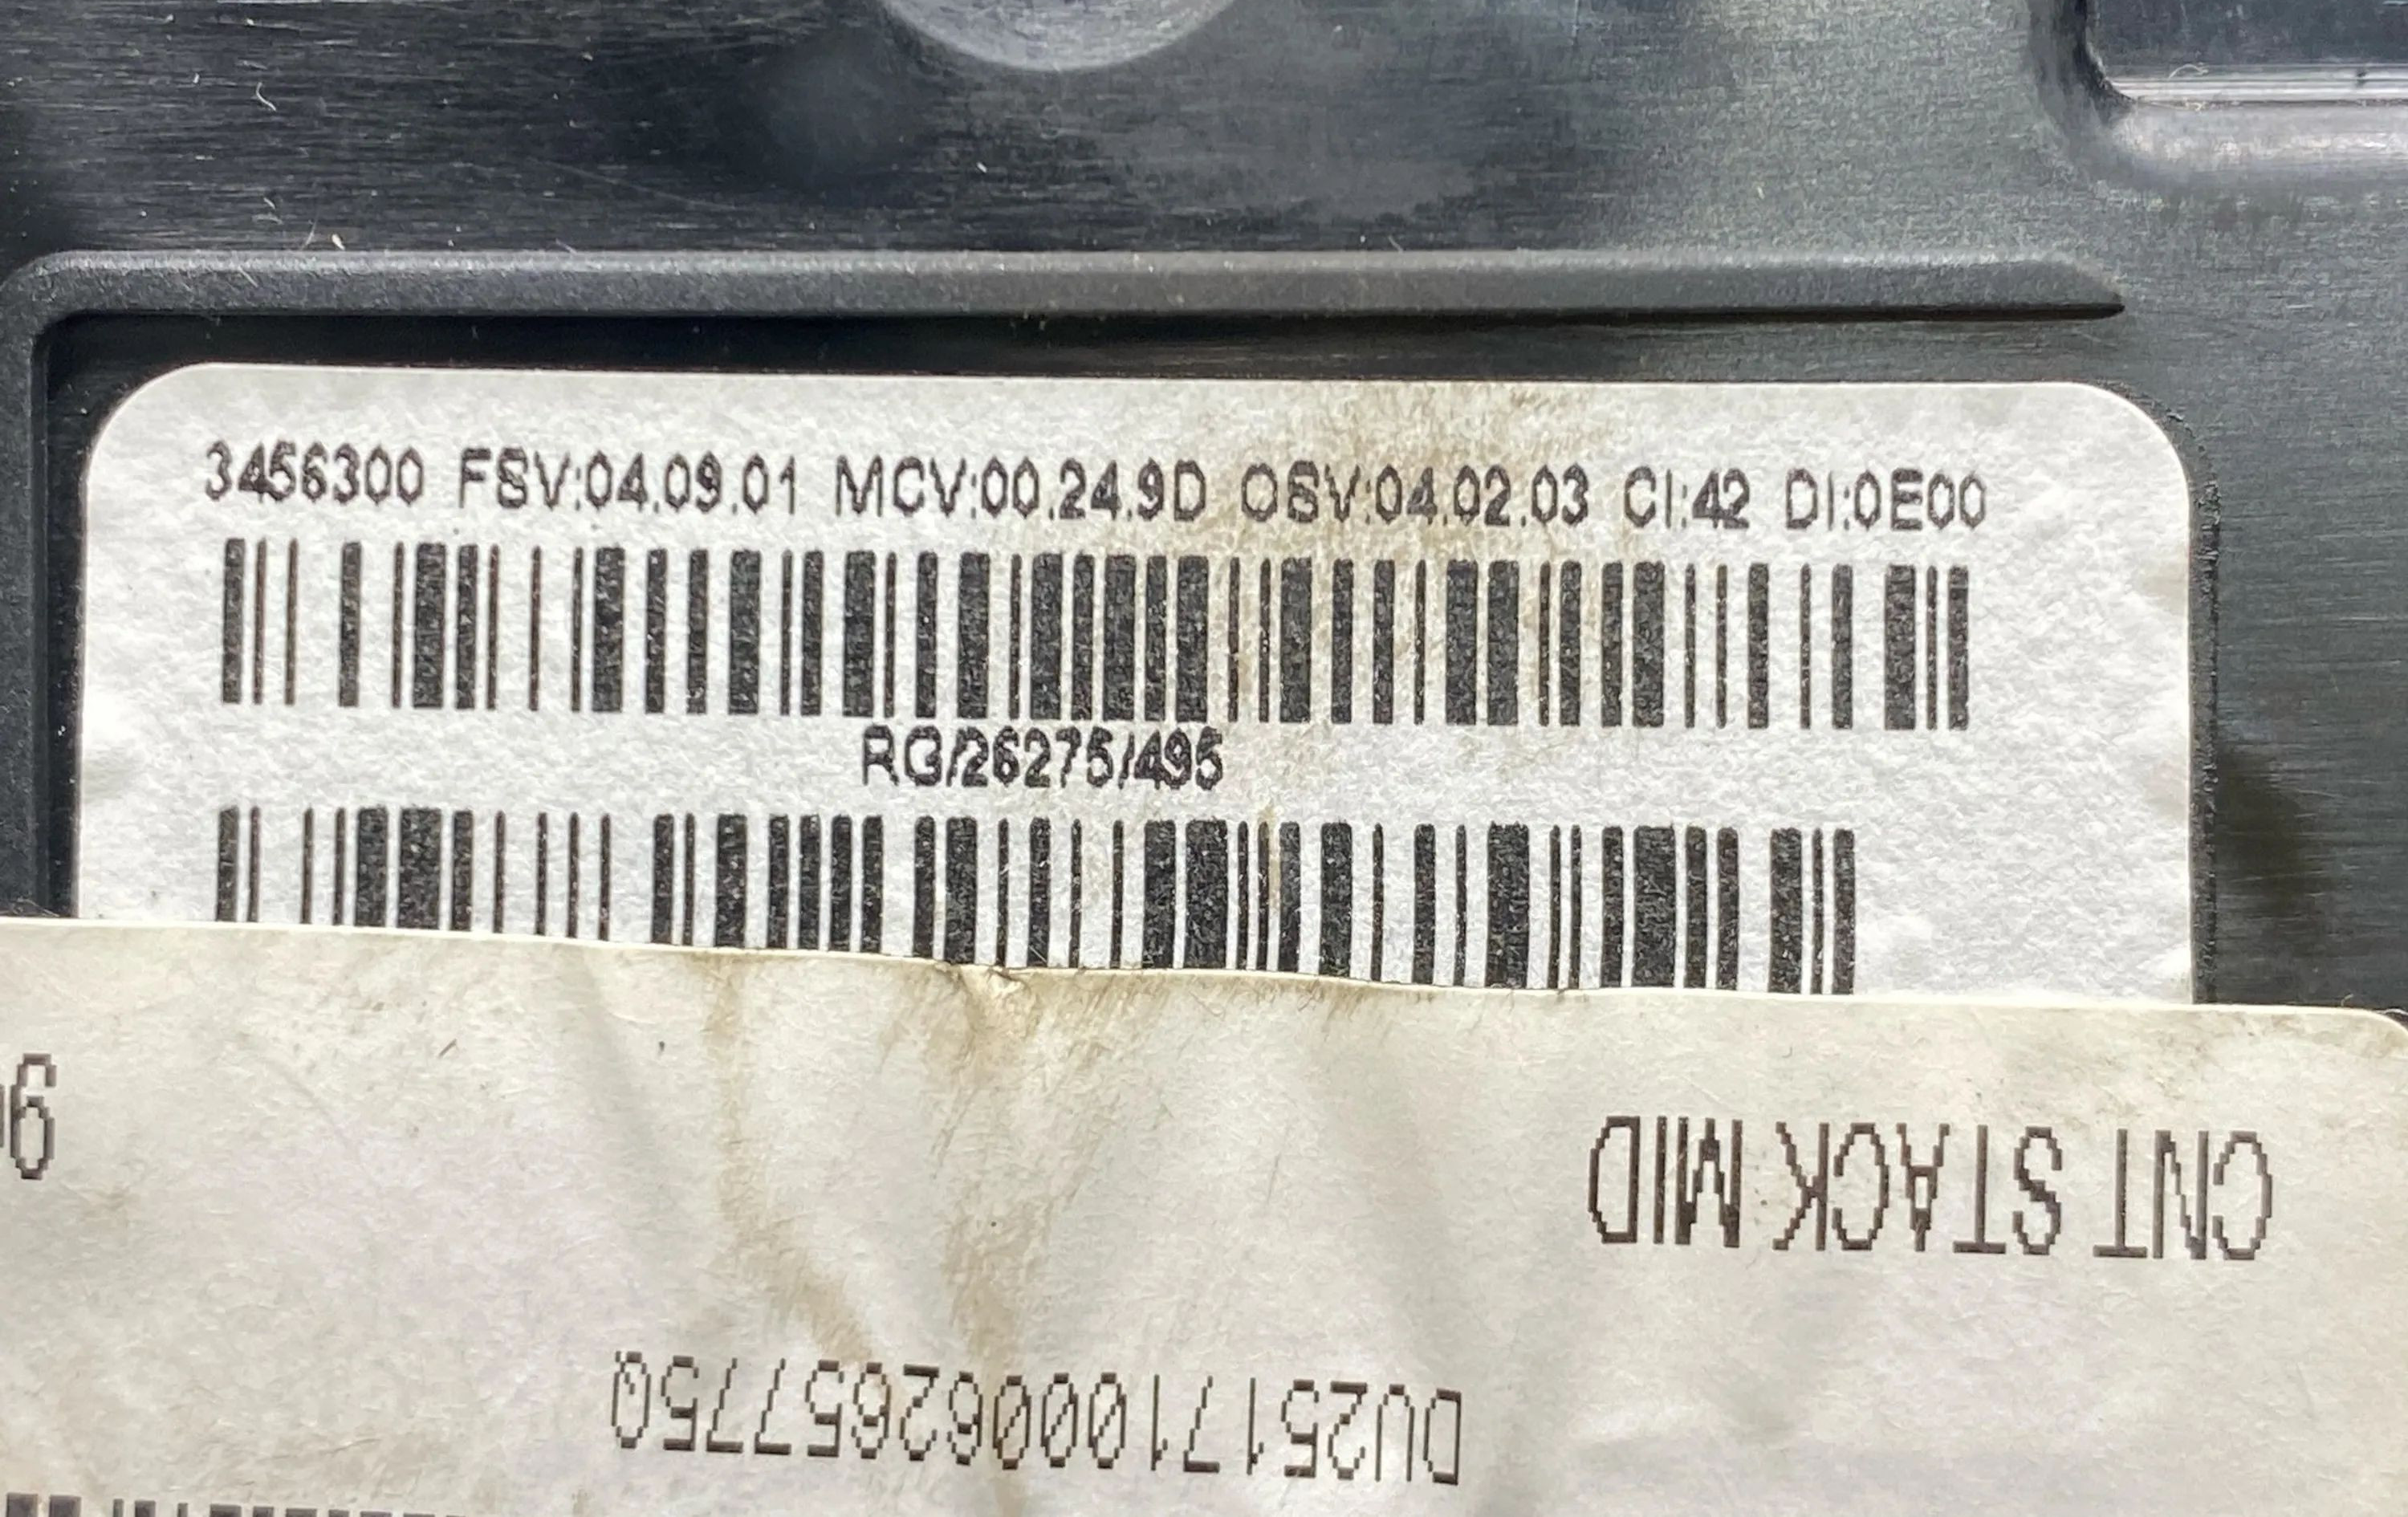 3456300 FSV:04.09.01 MCV:00.24.9D OSV:04.02.03 CI:42 DI:0E00
RG/26275/495
CNT STACK MID
DU2517100062657750